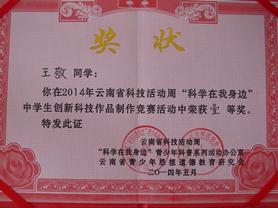 奖状
王敬 同学：
你在2014年云南省科技活动周“科学在我身边”
中学生创新科技作品制作竞赛活动中荣获壹等奖。
特发此证
云南省科技活动周
“科学在我身边”青少年科普系列活动办公室
云南省青少年思想道德教育研究会
二〇一四年五月